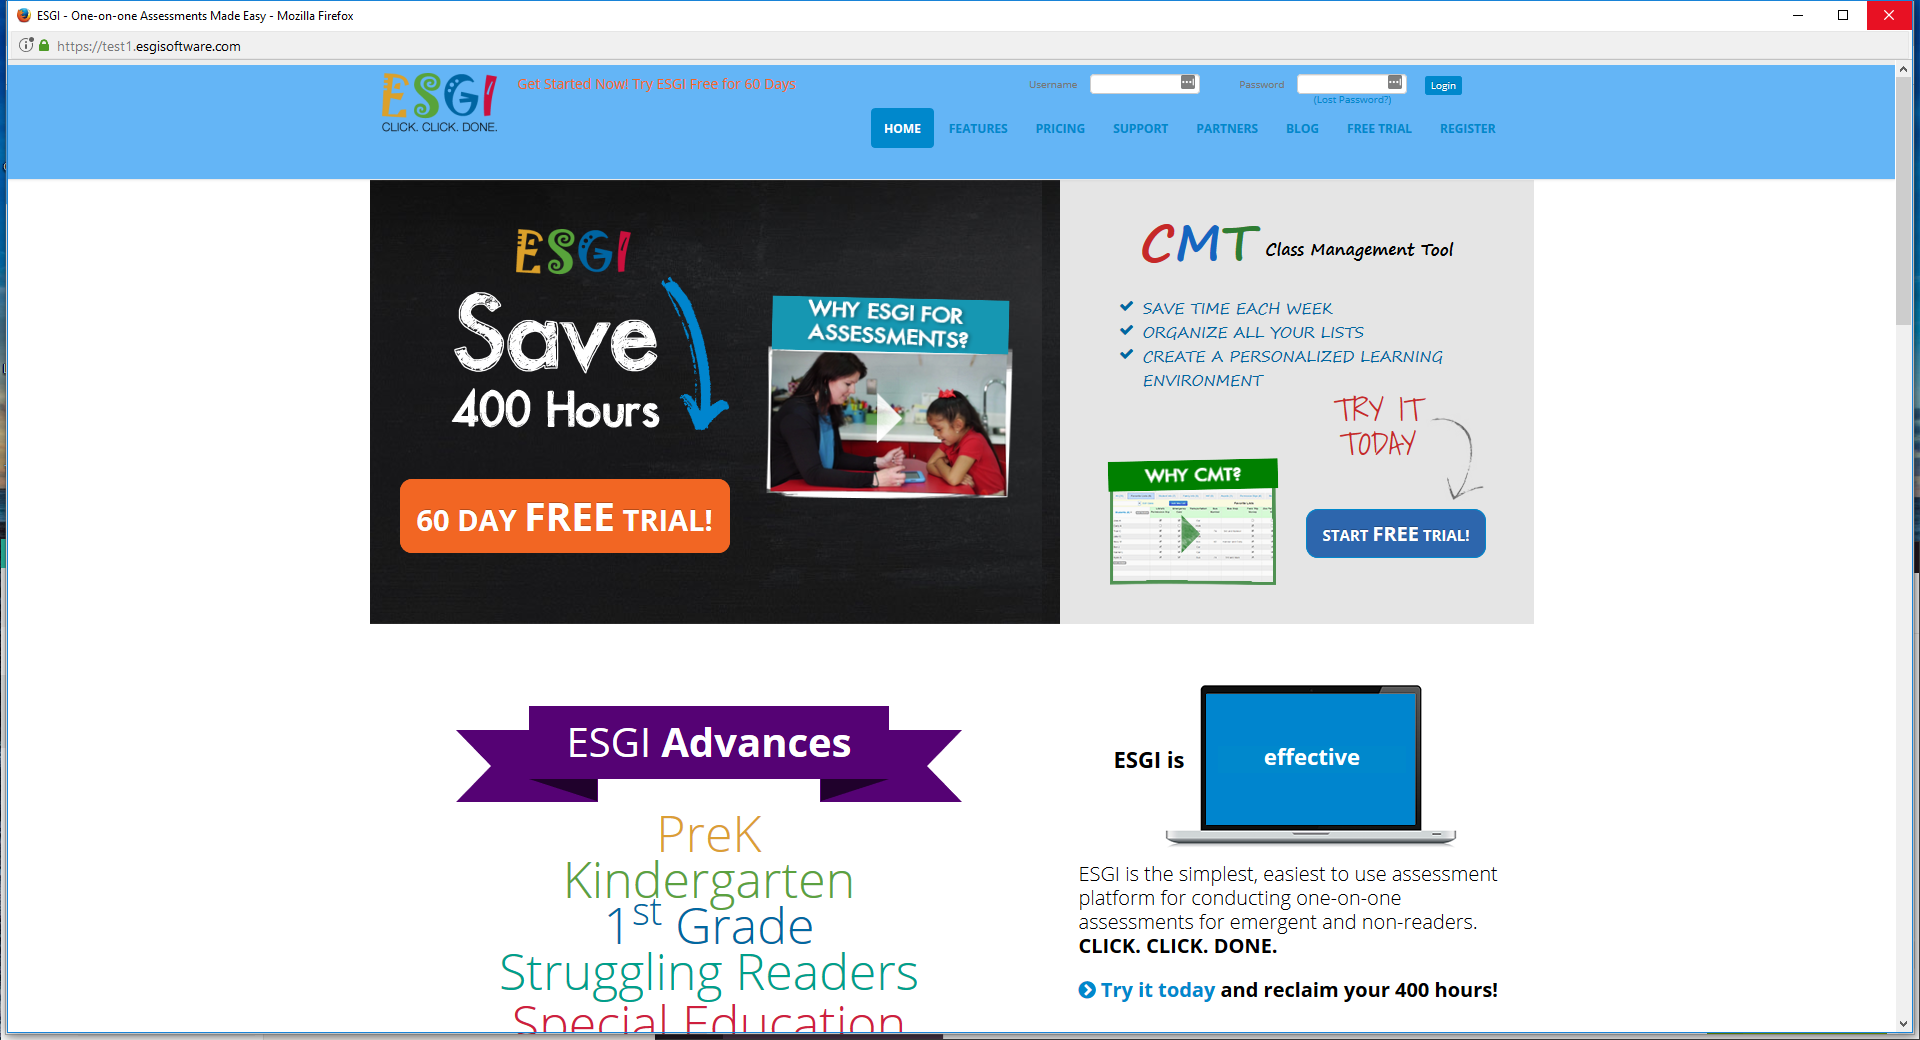 ESGI - One-on-one Assessments Made Easy - Mozilla Firefox
https://test1.esgisoftware.com
ESGI
CLICK. CLICK. DONE.
Get Started Now! Try ESGI Free for 60 Days
Username
Password
Login
(Lost Password?)
HOME FEATURES PRICING SUPPORT PARTNERS BLOG FREE TRIAL REGISTER
ESGI
Save
400 Hours
60 DAY FREE TRIAL!
WHY ESGI FOR
ASSESSMENTS?
CMT Class Management Tool
SAVE TIME EACH WEEK
ORGANIZE ALL YOUR LISTS
CREATE A PERSONALIZED LEARNING
ENVIRONMENT
TRY IT
TODAY
WHY CMT?
START FREE TRIAL!
ESGI Advances
PreK
Kindergarten
1st Grade
Struggling Readers
Special Education
ESGI is
effective
ESGI is the simplest, easiest to use assessment
platform for conducting one-on-one
assessments for emergent and non-readers.
CLICK. CLICK. DONE.
Try it today and reclaim your 400 hours!